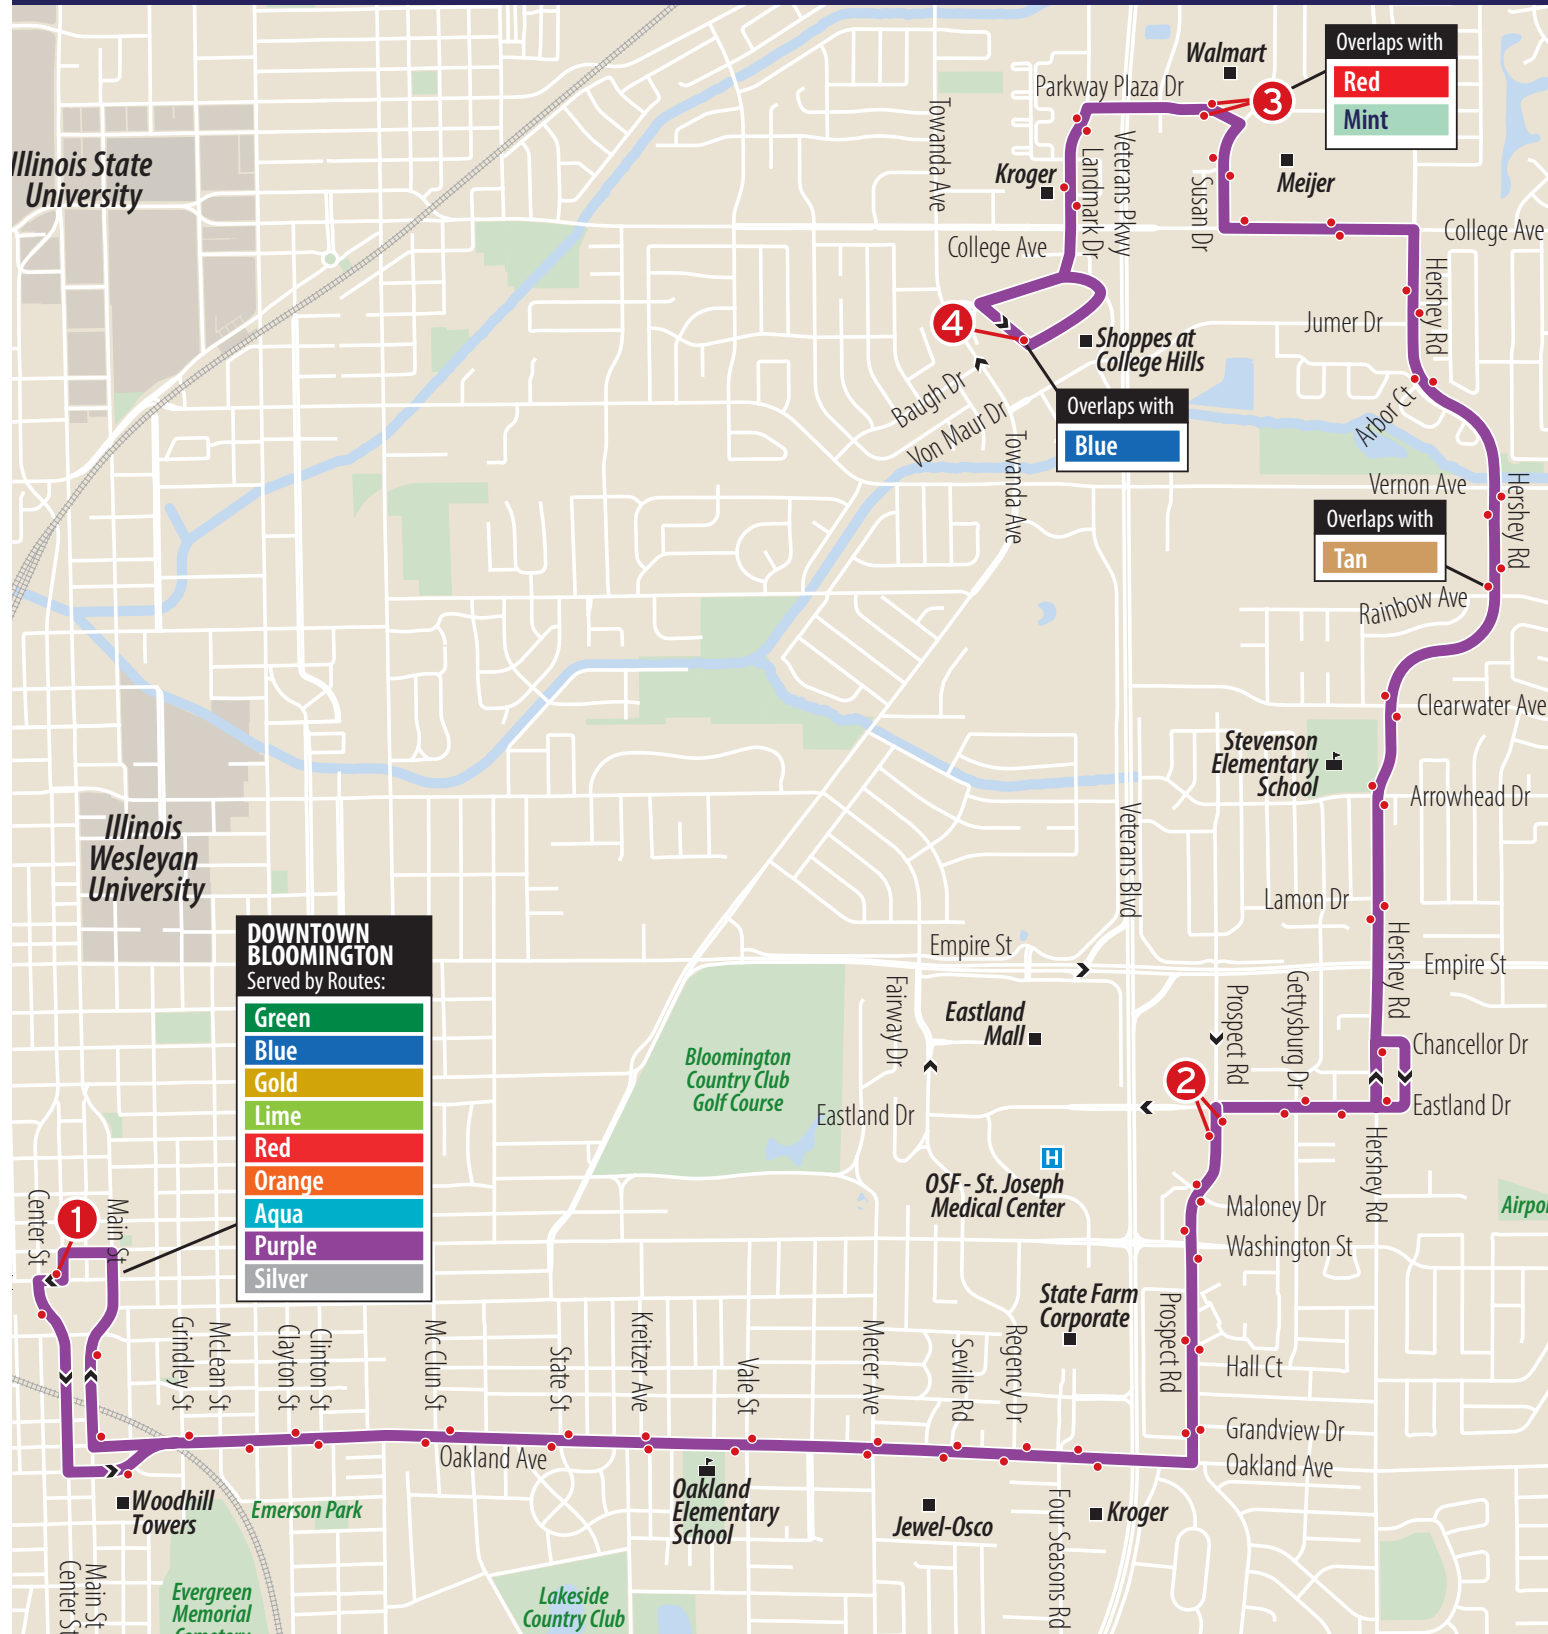 Walmart
Overlaps with
Red
Mint
Parkway Plaza Dr
3
Towanda Ave
Veterans Pkwy
Illinois State
University
Kroger
Landmark Dr
Susan Dr
Meijer
College Ave
College Ave
Hershey Rd
4
Jumer Dr
Shoppes at
College Hills
Baugh Dr
Von Maur Dr
Overlaps with
Blue
Arbor Ct
Towanda Ave
Vernon Ave
Hershey Rd
Overlaps with
Tan
Rainbow Ave
Clearwater Ave
Stevenson
Elementary
School
Arrowhead Dr
Illinois
Wesleyan
University
Veterans Blvd
Lamon Dr
DOWNTOWN
BLOOMINGTON
Served by Routes:
Green
Blue
Gold
Lime
Red
Orange
Aqua
Purple
Silver
Empire St
Hershey Rd
Empire St
Fairway Dr
Prospect Rd
Gettysburg Dr
Eastland
Mall
Chancellor Dr
Bloomington
Country Club
Golf Course
2
Eastland Dr
Eastland Dr
Hershey Rd
H
OSF - St. Joseph
Medical Center
Maloney Dr
Airpo
Center St
1
Main St
Washington St
State Farm
Corporate
Prospect Rd
Grindley St
McLean St
Clayton St
Clinton St
Mc Clun St
State St
Kreitzer Ave
Vale St
Mercer Ave
Seville Rd
Regency Dr
Hall Ct
Grandview Dr
Oakland Ave
Oakland Ave
Woodhill
Towers
Emerson Park
Oakland
Elementary
School
Jewel-Osco
Four Seasons Rd
Kroger
Center St
Main St
Evergreen
Memorial
Cemetery
Lakeside
Country Club